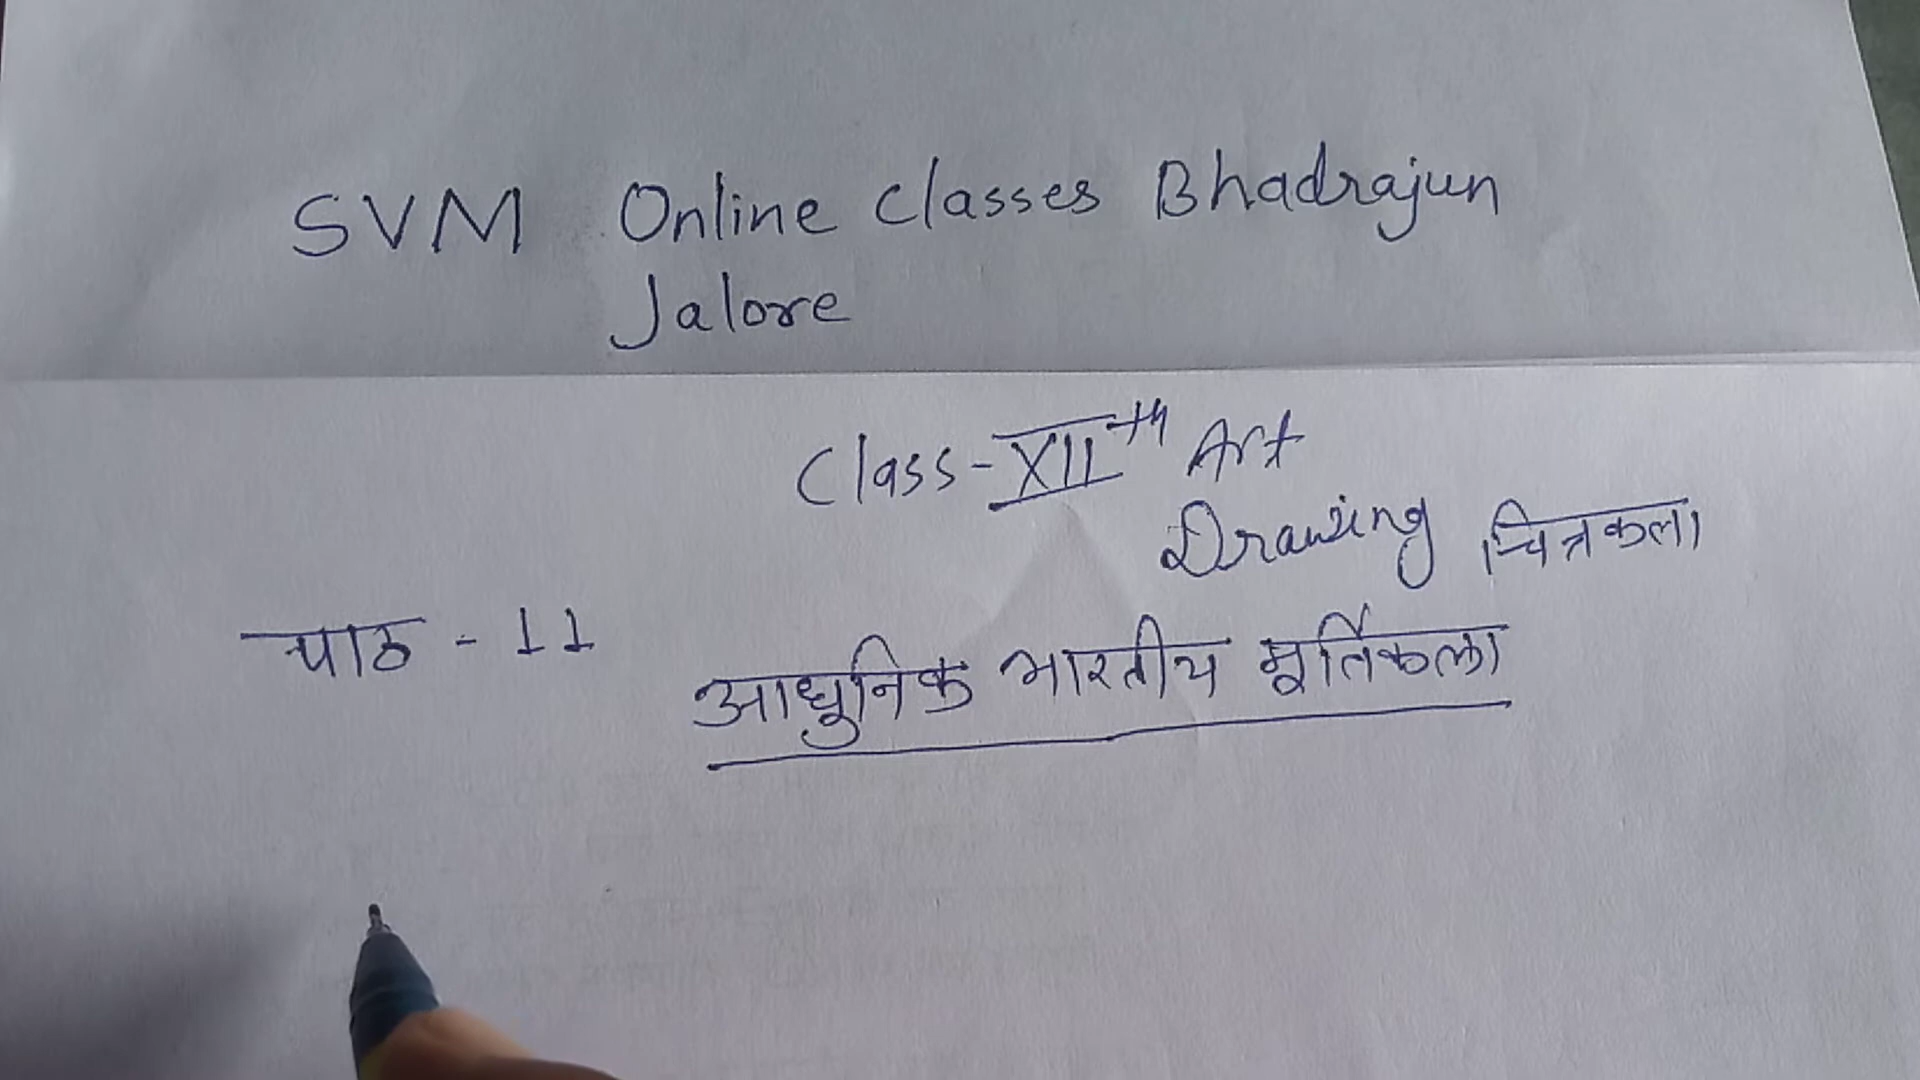 SVM Online Classes Bhadrajun
Jalore
Class-XIIth Art
Drawing चित्रकला
पाठ - 11 आधुनिक भारतीय मूर्तिकला